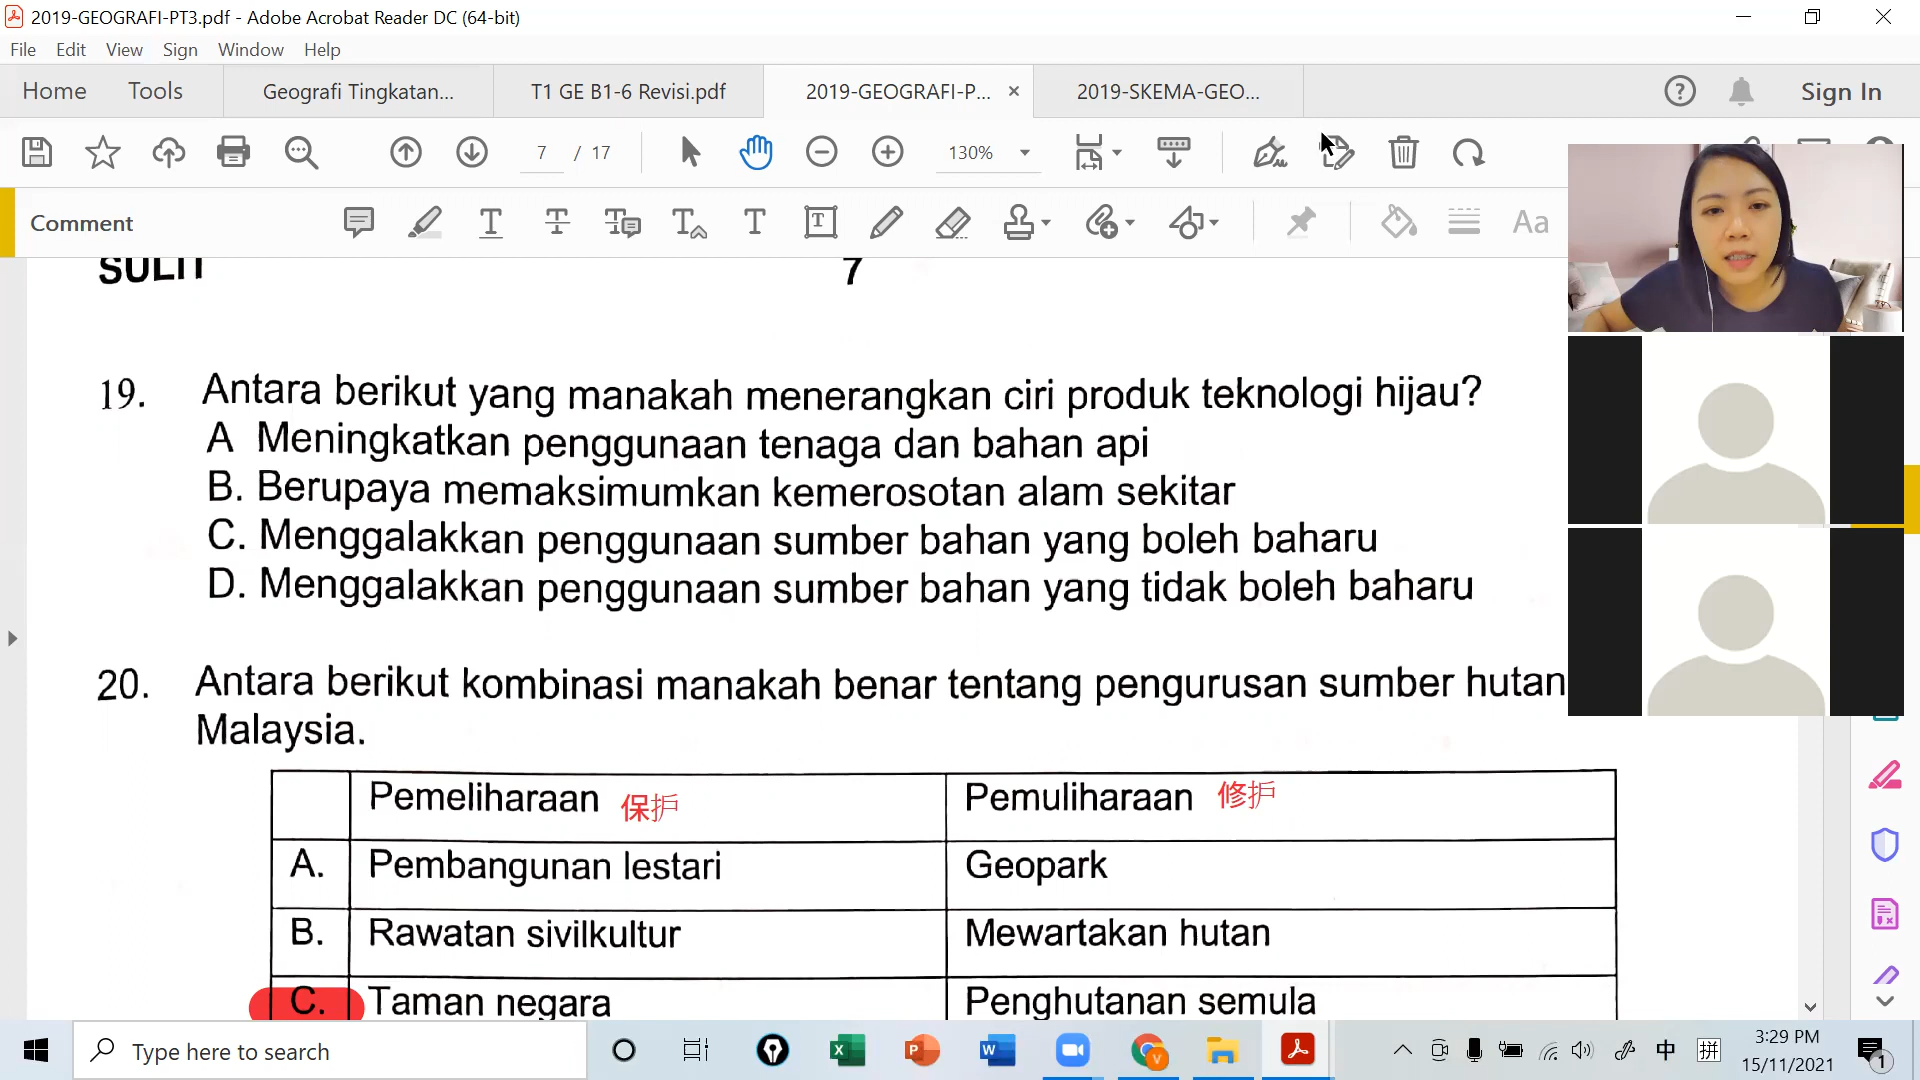 2019-GEOGRAFI-PT3.pdf - Adobe Acrobat Reader DC (64-bit)
File Edit View Sign Window Help
Home Tools Geografi Tingkatan... T1 GE B1-6 Revisi.pdf 2019-GEOGRAFI-P... × 2019-SKEMA-GEO... Sign In
7 / 17 130%
Comment Aa
SULIT 7
19. Antara berikut yang manakah menerangkan ciri produk teknologi hijau?
A Meningkatkan penggunaan tenaga dan bahan api
B. Berupaya memaksimumkan kemerosotan alam sekitar
C. Menggalakkan penggunaan sumber bahan yang boleh baharu
D. Menggalakkan penggunaan sumber bahan yang tidak boleh baharu
20. Antara berikut kombinasi manakah benar tentang pengurusan sumber hutan
Malaysia.
Pemeliharaan 保护 Pemuliharaan 修护
A. Pembangunan lestari Geopark
B. Rawatan sivilkultur Mewartakan hutan
C. Taman negara Penghutanan semula
Type here to search 中 拼 3:29 PM
15/11/2021 1